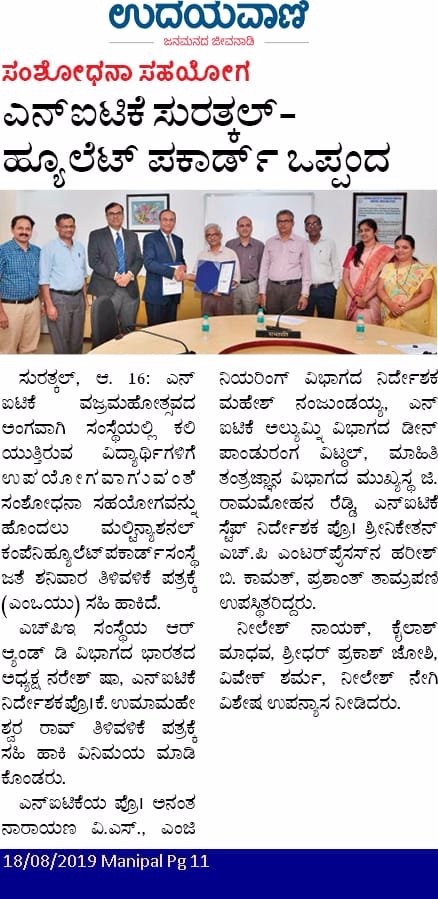 ಉದಯವಾಣಿ
ಜನಮನದ ಜೀವನಾಡಿ
ಸಂಶೋಧನಾ ಸಹಯೋಗ
ಎನ್‌ಐಟಿಕೆ ಸುರತ್ಕಲ್-
ಹ್ಯೂಲೆಟ್ ಪಕಾರ್ಡ್ ಒಪ್ಪಂದ
ಸುರತ್ಕಲ್, ಆ. 16: ಎನ್
ಐಟಿಕೆ ವಜ್ರಮಹೋತ್ಸವದ
ಅಂಗವಾಗಿ ಸಂಸ್ಥೆಯಲ್ಲಿ ಕಲಿ
ಯುತ್ತಿರುವ ವಿದ್ಯಾರ್ಥಿಗಳಿಗೆ
ಉಪಯೋಗವಾಗುವಂತೆ
ಸಂಶೋಧನಾ ಸಹಯೋಗವನ್ನು
ಹೊಂದಲು ಮಲ್ಟಿನ್ಯಾಶನಲ್
ಕಂಪೆನಿಹ್ಯೂಲೆಟ್‌ಪಕಾರ್ಡ್‌ಸಂಸ್ಥೆ
ಜತೆ ಶನಿವಾರ ತಿಳಿವಳಿಕೆ ಪತ್ರಕ್ಕೆ
(ಎಂಒಯು) ಸಹಿ ಹಾಕಿದೆ.
ಎಚ್‌ಪಿಇ ಸಂಸ್ಥೆಯ ಆರ್
ಆ್ಯಂಡ್ ಡಿ ವಿಭಾಗದ ಭಾರತದ
ಅಧ್ಯಕ್ಷ ನರೇಶ್ ಷಾ, ಎನ್‌ಐಟಿಕೆ
ನಿರ್ದೇಶಕಪ್ರೊ।ಕೆ. ಉಮಾಮಹೇ
ಶ್ವರ ರಾವ್ ತಿಳಿವಳಿಕೆ ಪತ್ರಕ್ಕೆ
ಸಹಿ ಹಾಕಿ ವಿನಿಮಯ ಮಾಡಿ
ಕೊಂಡರು.
ಎನ್‌ಐಟಿಕೆಯ ಪ್ರೊ। ಅನಂತ
ನಾರಾಯಣ ವಿ.ಎಸ್., ಎಂಜಿ
ನಿಯರಿಂಗ್ ವಿಭಾಗದ ನಿರ್ದೇಶಕ
ಮಹೇಶ್ ನಂಜುಂಡಯ್ಯ, ಎನ್
ಐಟಿಕೆ ಅಲ್ಯುಮ್ನಿ ವಿಭಾಗದ ಡೀನ್
ಪಾಂಡುರಂಗ ವಿಟ್ಠಲ್, ಮಾಹಿತಿ
ತಂತ್ರಜ್ಞಾನ ವಿಭಾಗದ ಮುಖ್ಯಸ್ಥ ಜಿ.
ರಾಮಮೋಹನ ರೆಡ್ಡಿ, ಎನ್‌ಐಟಿಕೆ
ಸ್ಟೆಪ್ ನಿರ್ದೇಶಕ ಪ್ರೊ। ಶ್ರೀನಿಕೇತನ್
ಎಚ್.ಪಿ ಎಂಟರ್‌ಪ್ರೈಸಸ್‌ನ ಹರೀಶ್
ಬಿ. ಕಾಮತ್, ಪ್ರಶಾಂತ್ ತಾಮ್ರಪಣಿ
ಉಪಸ್ಥಿತರಿದ್ದರು.
ನೀಲೇಶ್ ನಾಯಕ್, ಕೈಲಾಶ್
ಮಾಧವ, ಶ್ರೀಧರ್ ಪ್ರಕಾಶ್ ಜೋಶಿ,
ವಿವೇಕ್ ಶರ್ಮ, ನೀಲೇಶ್ ನೇಗಿ
ವಿಶೇಷ ಉಪನ್ಯಾಸ ನೀಡಿದರು.
18/08/2019 Manipal Pg 11